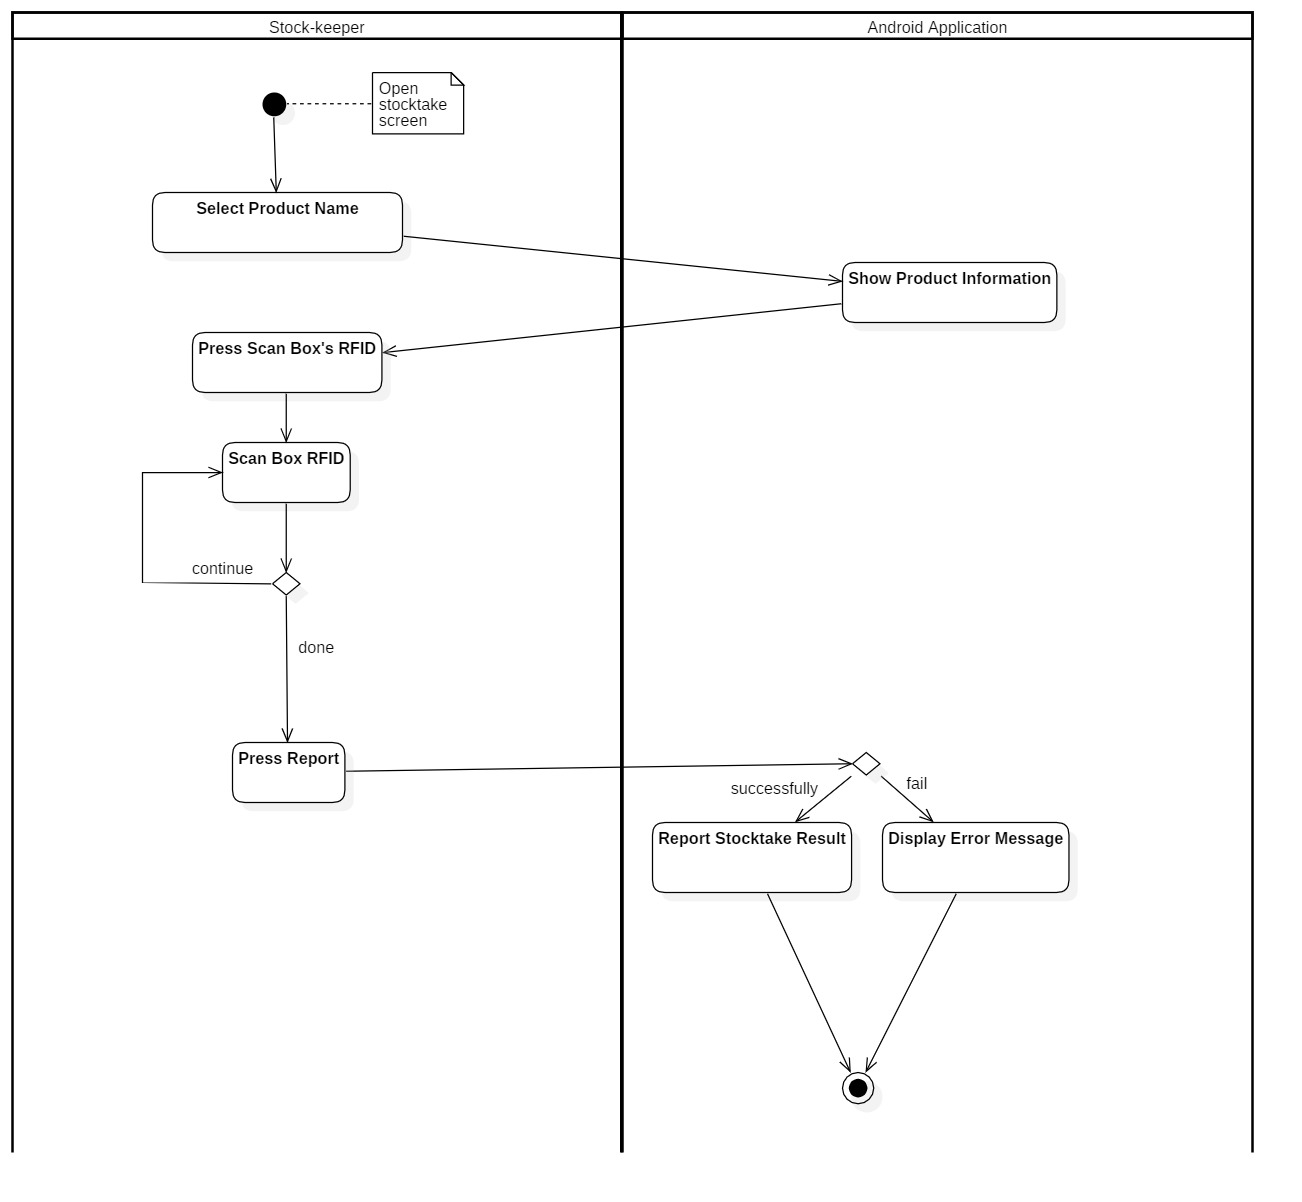 Stock-keeper
Android Application
Open
stocktake
screen
Select Product Name
Show Product Information
Press Scan Box's RFID
Scan Box RFID
continue
done
Press Report
successfully
fail
Report Stocktake Result
Display Error Message